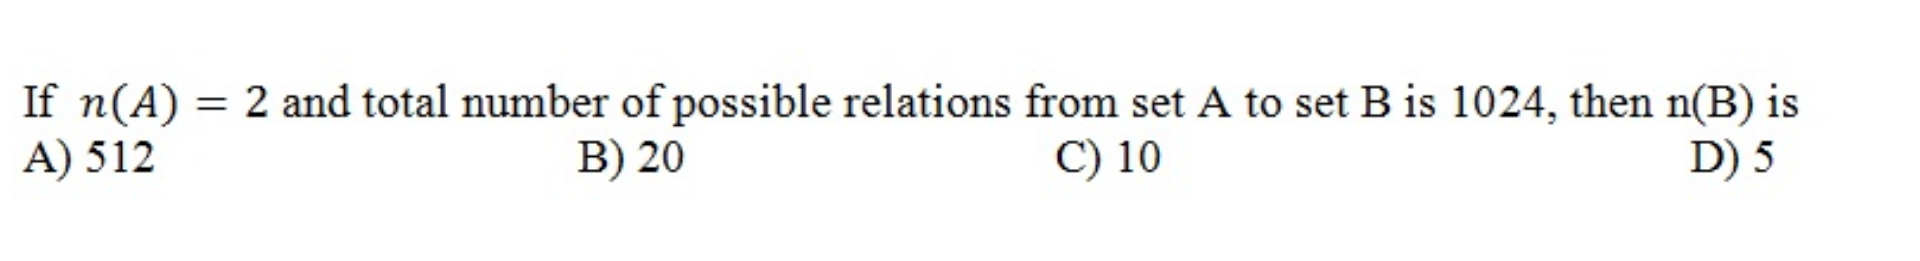 If n(A) = 2 and total number of possible relations from set A to set B is 1024, then n(B) is
A) 512 B) 20 C) 10 D) 5